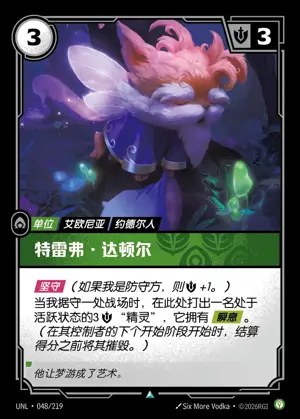 3
3
单位 艾欧尼亚 约德尔人
特雷弗·达顿尔
坚守（如果我是防守方，则+1。）
当我据守一处战场时，在此处打出一名处于
活跃状态的3 “精灵”，它拥有 瞬息。
（在其控制者的下个开始阶段开始时，结算
得分之前将其摧毁。）
他让梦游成了艺术。
UNL · 048/219
Six More Vodka · ©2026RGI